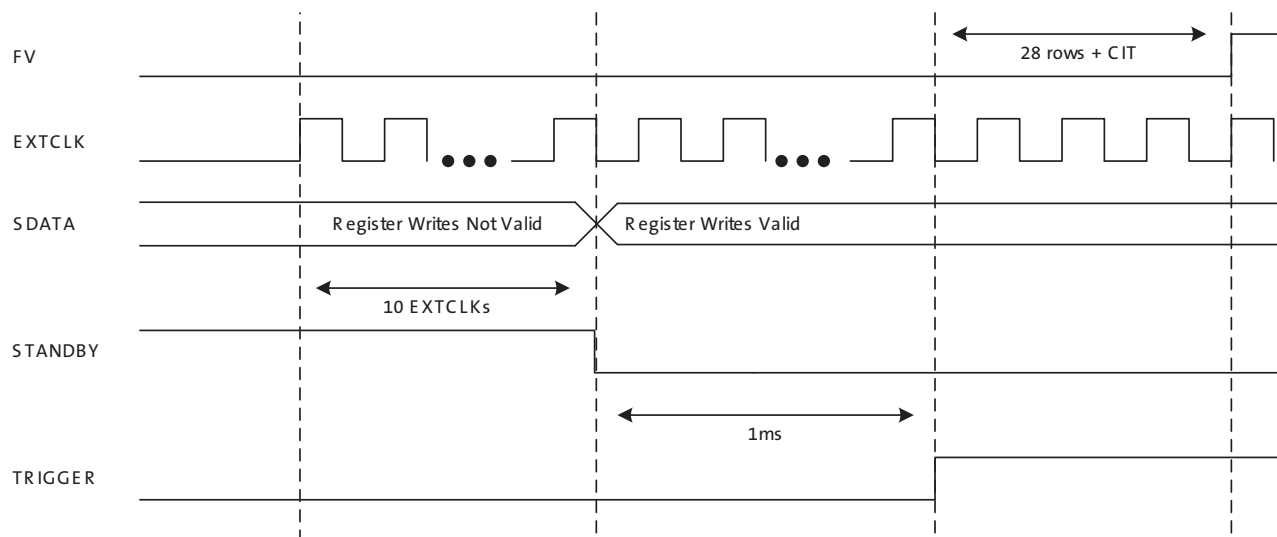 FV
28 rows + CIT
EXTCLK
SDATA
Register Writes Not Valid
Register Writes Valid
10 EXTCLKs
STANDBY
1ms
TRIGGER